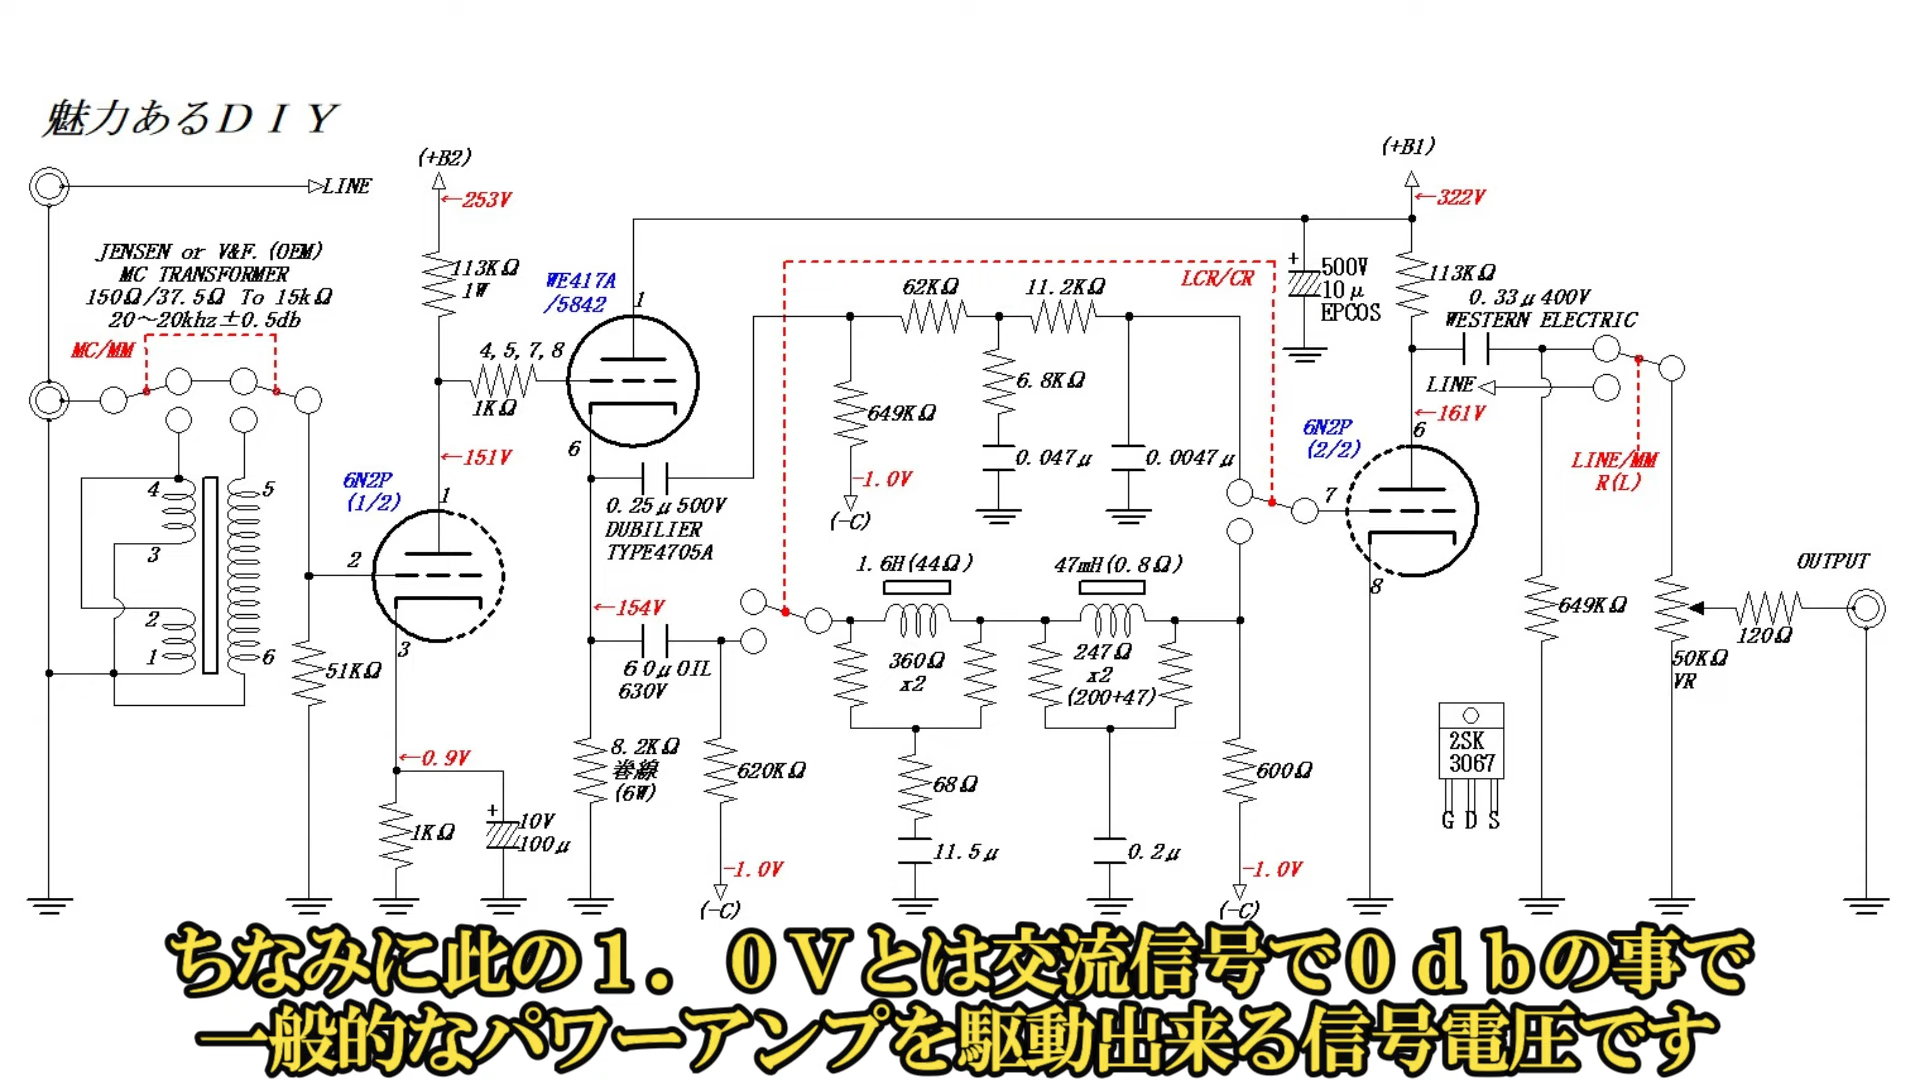 魅力あるＤＩＹ
(+B2)
(+B1)
LINE
←253V
←322V
JENSEN or V&F.(OEM)
MC TRANSFORMER
150Ω/37.5Ω To 15kΩ
20～20khz±0.5db
MC/MM
113KΩ
1W
WE417A
/5842
1
4,5,7,8
1KΩ
6
LCR/CR
62KΩ
11.2KΩ
500V
10μ
EPCOS
+
113KΩ
0.33μ400V
WESTERN ELECTRIC
LINE
←161V
6
6.8KΩ
649KΩ
0.047μ
0.0047μ
-1.0V
(-C)
6N2P
(2/2)
7
8
LINE/MM
R(L)
←151V
6N2P
(1/2)
1
2
3
4
3
2
1
5
6
0.25μ500V
DUBILIER
TYPE4705A
1.6H(44Ω)
47mH(0.8Ω)
OUTPUT
←154V
60μOIL
630V
360Ω
x2
247Ω
x2
(200+47)
649KΩ
120Ω
50KΩ
VR
51KΩ
←0.9V
8.2KΩ
巻線
(6W)
620KΩ
68Ω
600Ω
2SK
3067
G D S
1KΩ
+
10V
100μ
11.5μ
0.2μ
-1.0V
(-C)
-1.0V
(-C)
ちなみに此の１．０Ｖとは交流信号で０ｄｂの事で
一般的なパワーアンプを駆動出来る信号電圧です